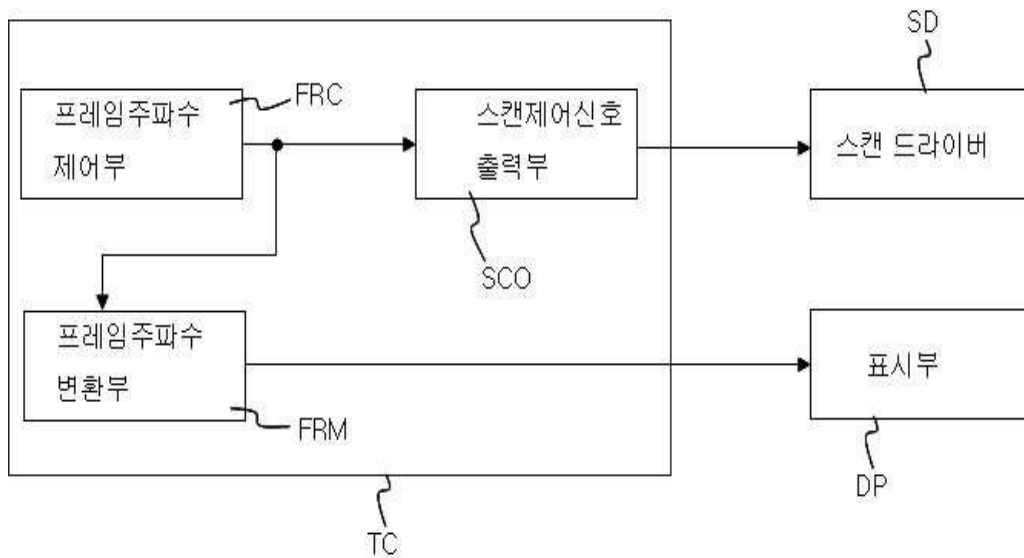 SD
프레임주파수
제어부
FRC
스캔제어신호
출력부
스캔 드라이버
SCO
프레임주파수
변환부
FRM
표시부
DP
TC